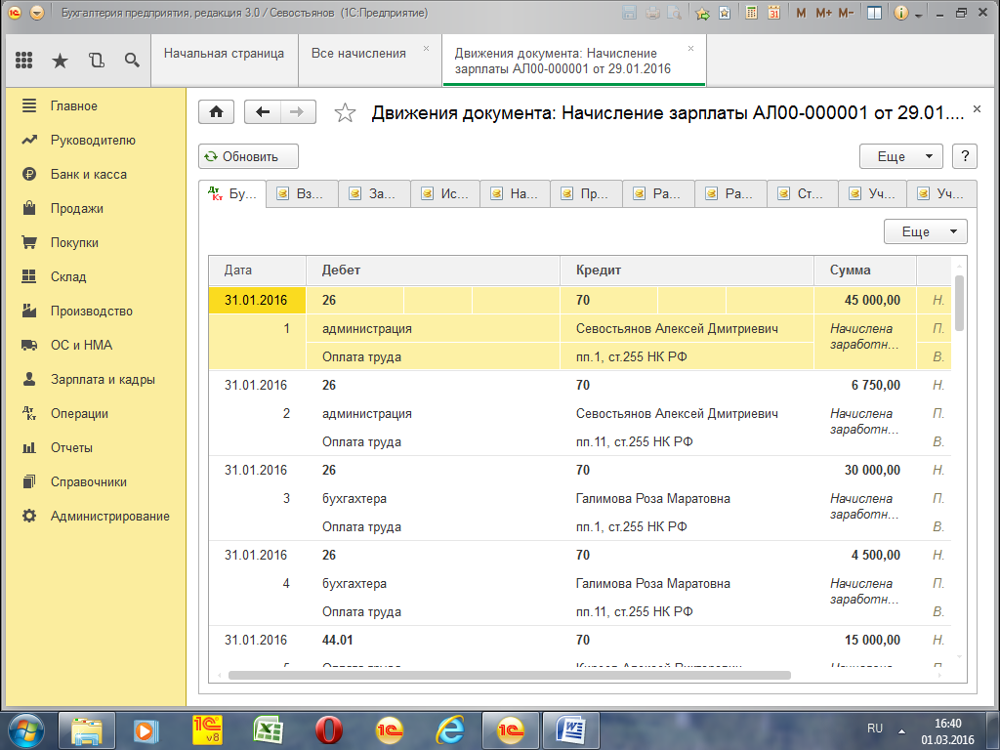 Бухгалтерия предприятия, редакция 3.0 / Севостьянов (1С:Предприятие)
M M+ M-
Начальная страница
Все начисления
Движения документа: Начисление
зарплаты АЛ00-000001 от 29.01.2016
Главное
Руководителю
Банк и касса
Продажи
Покупки
Склад
Производство
ОС и НМА
Зарплата и кадры
Операции
Отчеты
Справочники
Администрирование
Движения документа: Начисление зарплаты АЛ00-000001 от 29.01....
Обновить
Еще
?
Бу... Вз... За... Ис... На... Пр... Ра... Ра... Ст... Уч... Уч...
Еще
Дата Дебет Кредит Сумма
31.01.2016 26 70 45 000,00 Н.
1 администрация Севостьянов Алексей Дмитриевич Начислена заработн... П.
Оплата труда пп.1, ст.255 НК РФ В.
31.01.2016 26 70 6 750,00 Н.
2 администрация Севостьянов Алексей Дмитриевич Начислена заработн... П.
Оплата труда пп.11, ст.255 НК РФ В.
31.01.2016 26 70 30 000,00 Н.
3 бухгалтера Галимова Роза Маратовна Начислена заработн... П.
Оплата труда пп.1, ст.255 НК РФ В.
31.01.2016 26 70 4 500,00 Н.
4 бухгалтера Галимова Роза Маратовна Начислена заработн... П.
Оплата труда пп.11, ст.255 НК РФ В.
31.01.2016 44.01 70 15 000,00 Н.
RU
16:40
01.03.2016